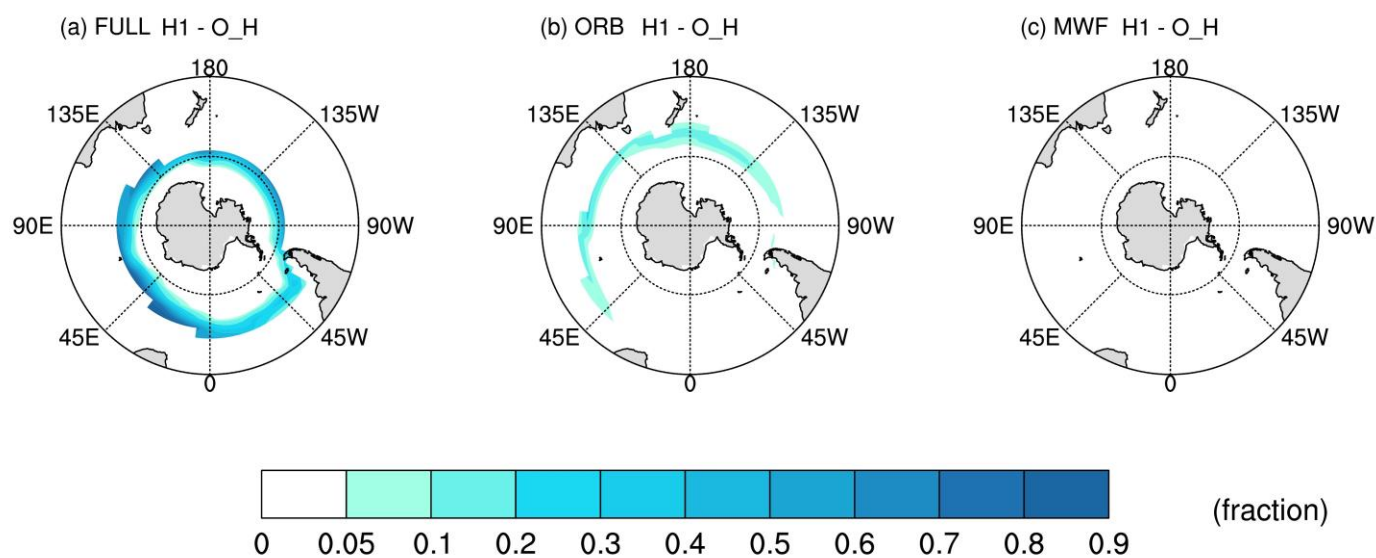 (a) FULL H1 - O_H
(b) ORB H1 - O_H
(c) MWF H1 - O_H
180
135E
135W
90E
90W
45E
45W
0
180
135E
135W
90E
90W
45E
45W
0
180
135E
135W
90E
90W
45E
45W
0
(fraction)
0 0.05 0.1 0.2 0.3 0.4 0.5 0.6 0.7 0.8 0.9